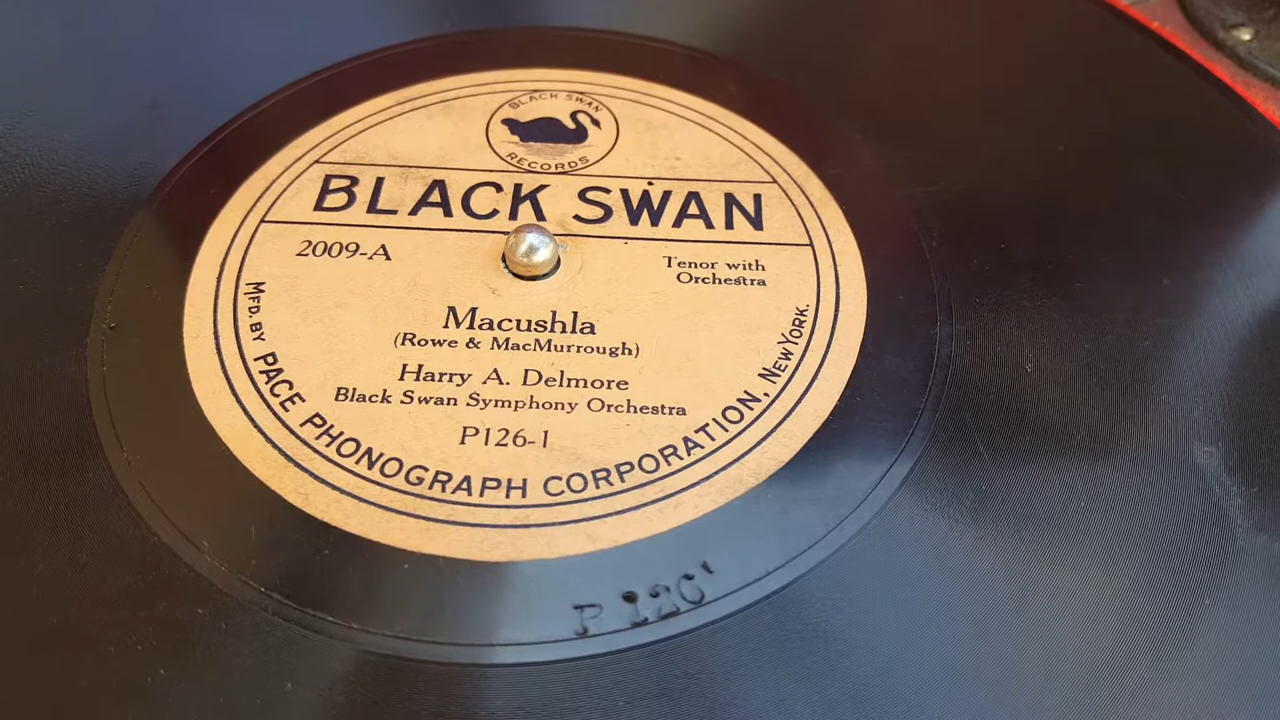 BLACK SWAN
RECORDS
BLACK SWAN
2009-A
Tenor with
Orchestra
Macushla
(Rowe & MacMurrough)
Harry A. Delmore
Black Swan Symphony Orchestra
P126-1
MFD. BY PACE PHONOGRAPH CORPORATION, NEW YORK.
P 126'